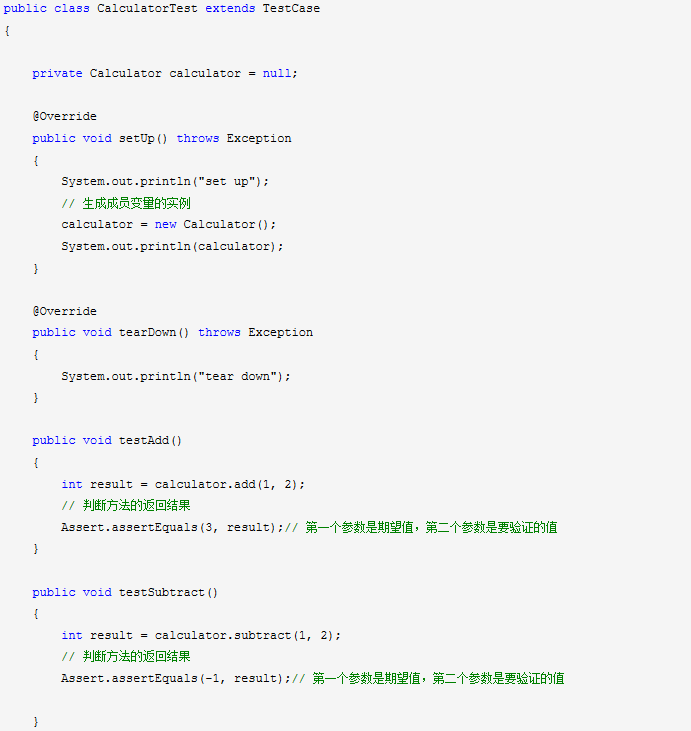 public class CalculatorTest extends TestCase
{
private Calculator calculator = null;
@Override
public void setUp() throws Exception
{
System.out.println("set up");
// 生成成员变量的实例
calculator = new Calculator();
System.out.println(calculator);
}
@Override
public void tearDown() throws Exception
{
System.out.println("tear down");
}
public void testAdd()
{
int result = calculator.add(1, 2);
// 判断方法的返回结果
Assert.assertEquals(3, result);// 第一个参数是期望值，第二个参数是要验证的值
}
public void testSubtract()
{
int result = calculator.subtract(1, 2);
// 判断方法的返回结果
Assert.assertEquals(-1, result);// 第一个参数是期望值，第二个参数是要验证的值
}